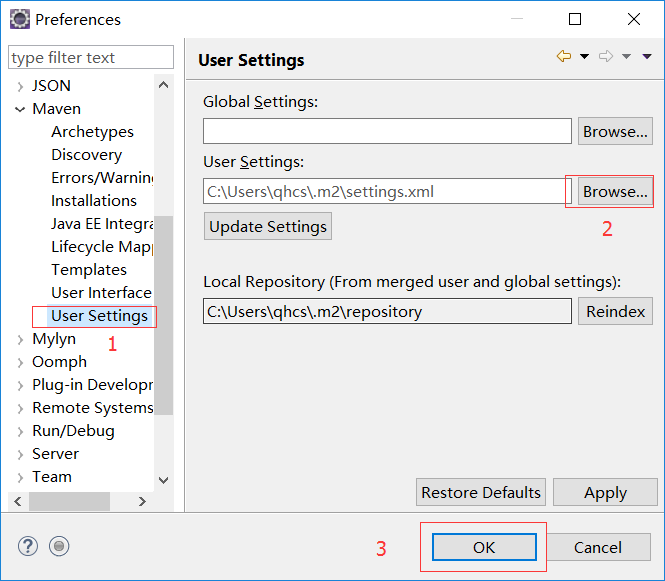 Preferences
type filter text
JSON
Maven
Archetypes
Discovery
Errors/Warning
Installations
Java EE Integra
Lifecycle Mapp
Templates
User Interface
User Settings
1
Mylyn
Oomph
Plug-in Developm
Remote Systems
Run/Debug
Server
Team
User Settings
Global Settings:
Browse...
User Settings:
C:\Users\qhcs\.m2\settings.xml
Browse...
2
Update Settings
Local Repository (From merged user and global settings):
C:\Users\qhcs\.m2\repository
Reindex
Restore Defaults
Apply
?
3
OK
Cancel